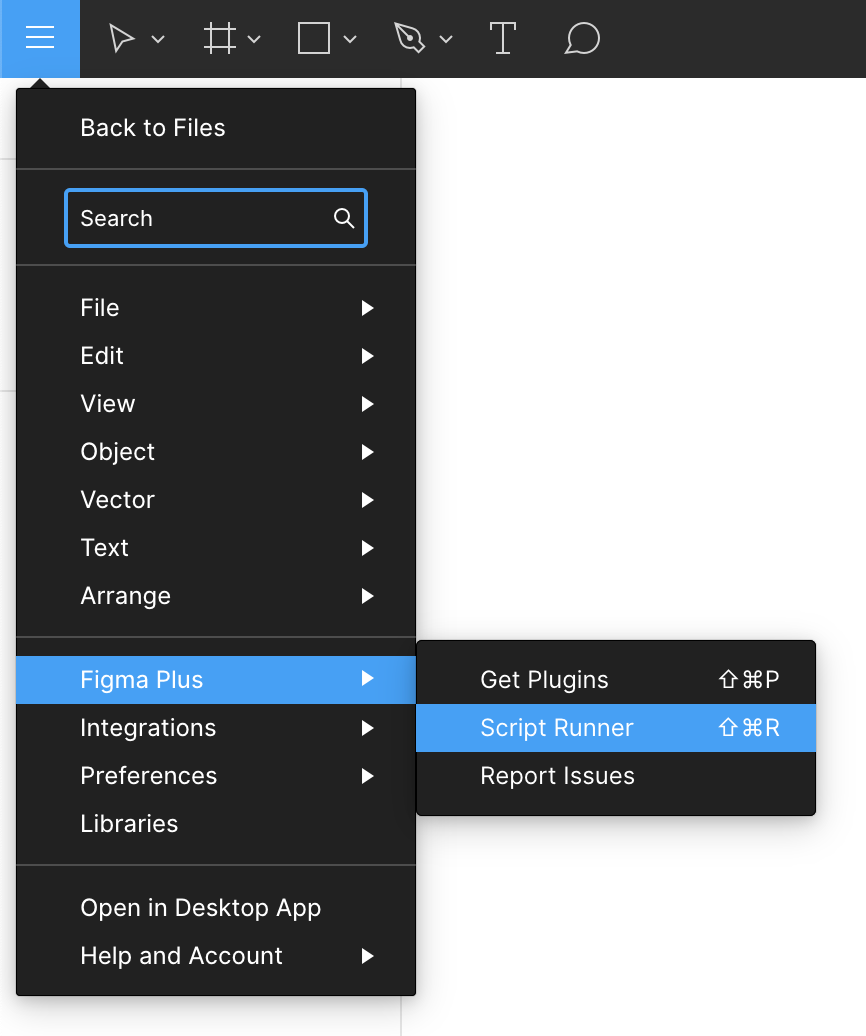 Back to Files
Search
File
Edit
View
Object
Vector
Text
Arrange
Figma Plus
Integrations
Preferences
Libraries
Open in Desktop App
Help and Account
Get Plugins ⇧⌘P
Script Runner ⇧⌘R
Report Issues